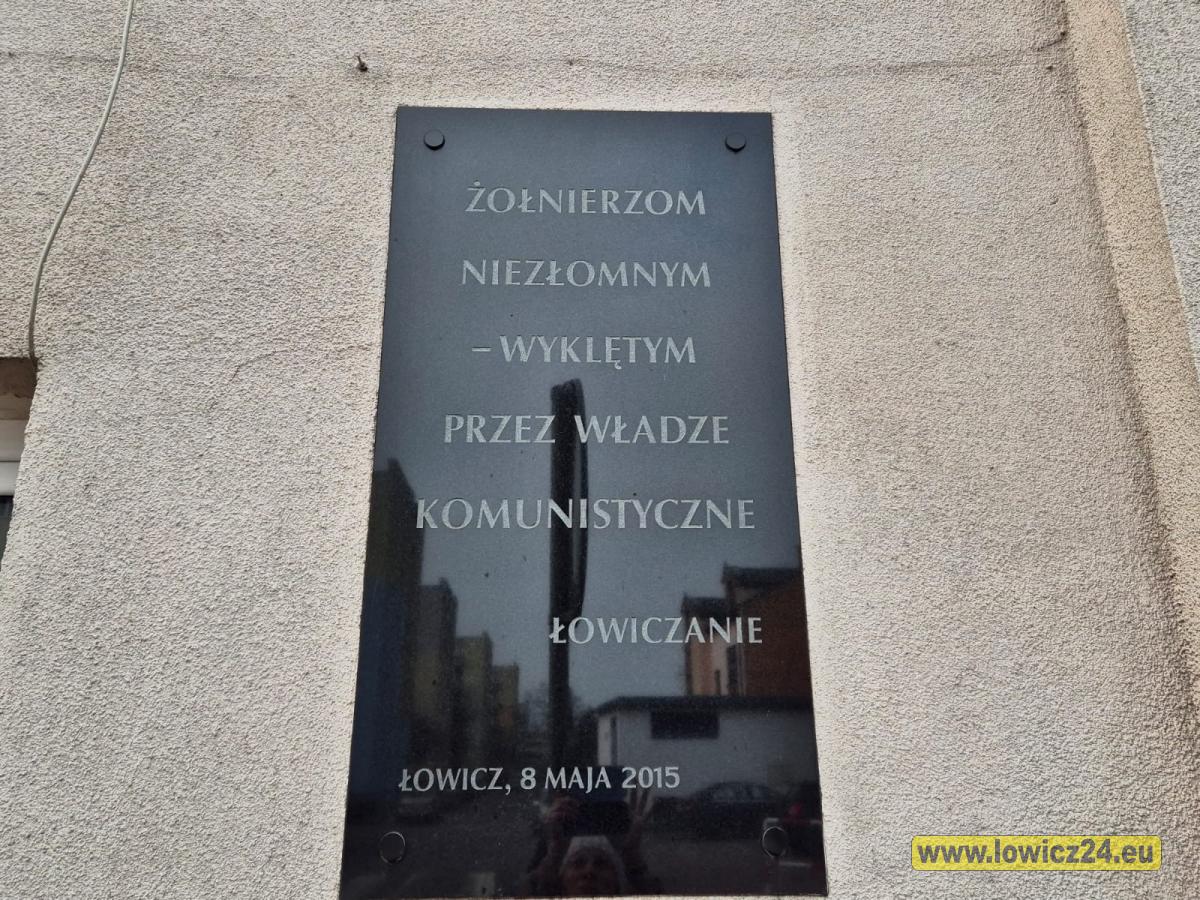 ŻOŁNIERZOM
NIEZŁOMNYM
– WYKLĘTYM
PRZEZ WŁADZE
KOMUNISTYCZNE
ŁOWICZANIE
ŁOWICZ, 8 MAJA 2015
www.lowicz24.eu